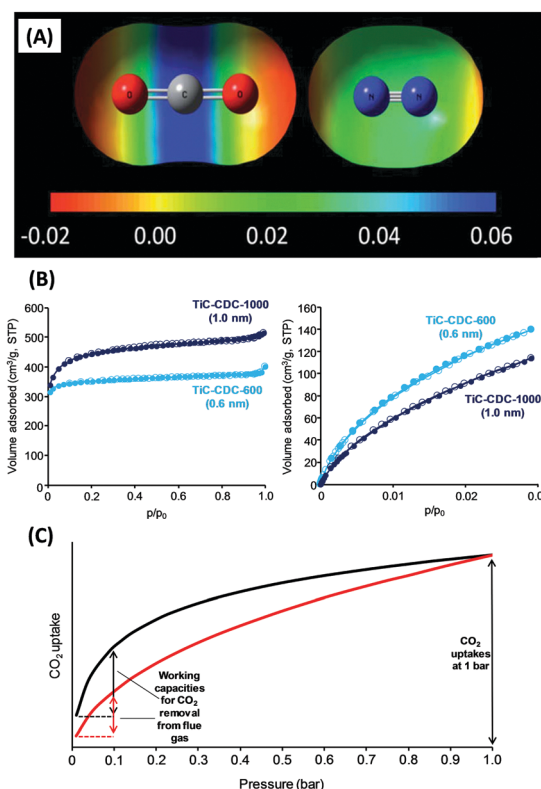 (A)
O C O N N
-0.02 0.00 0.02 0.04 0.06
(B)
Volume adsorbed (cm³/g, STP)
600
500
400
300
200
100
0
TiC-CDC-1000
(1.0 nm)
TiC-CDC-600
(0.6 nm)
0 0.2 0.4 0.6 0.8 1.0
p/p₀
Volume adsorbed (cm³/g, STP)
160
140
120
100
80
60
40
20
0
TiC-CDC-600
(0.6 nm)
TiC-CDC-1000
(1.0 nm)
0 0.01 0.02 0.0
p/p₀
(C)
CO₂ uptake
Working
capacities
for CO₂
removal
from flue
gas
CO₂
uptakes
at 1 bar
0 0.1 0.2 0.3 0.4 0.5 0.6 0.7 0.8 0.9 1.0
Pressure (bar)